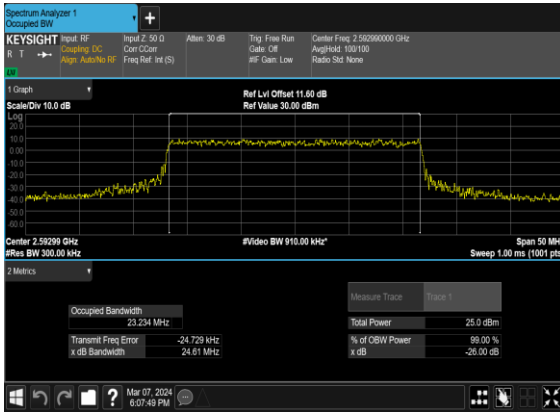 Spectrum Analyzer 1
Occupied BW
KEYSIGHT
R T
Input: RF
Coupling: DC
Align: Auto/No RF
Input Z: 50 Ω
Corr CCorr
Freq Ref: Int (S)
Atten: 30 dB
Trig: Free Run
Gate: Off
#IF Gain: Low
Center Freq: 2.592990000 GHz
Avg|Hold: 100/100
Radio Std: None
1 Graph
Scale/Div 10.0 dB
Ref Lvl Offset 11.60 dB
Ref Value 30.00 dBm
Log
20.0
10.0
0.00
-10.0
-20.0
-30.0
-40.0
-50.0
-60.0
Center 2.59299 GHz
#Res BW 300.00 kHz
#Video BW 910.00 kHz*
Span 50 MH
Sweep 1.00 ms (1001 pts
2 Metrics
Measure Trace Trace 1
Occupied Bandwidth
23.234 MHz
Total Power 25.0 dBm
Transmit Freq Error -24.729 kHz
% of OBW Power 99.00 %
x dB Bandwidth 24.61 MHz
x dB -26.00 dB
Mar 07, 2024
6:07:49 PM